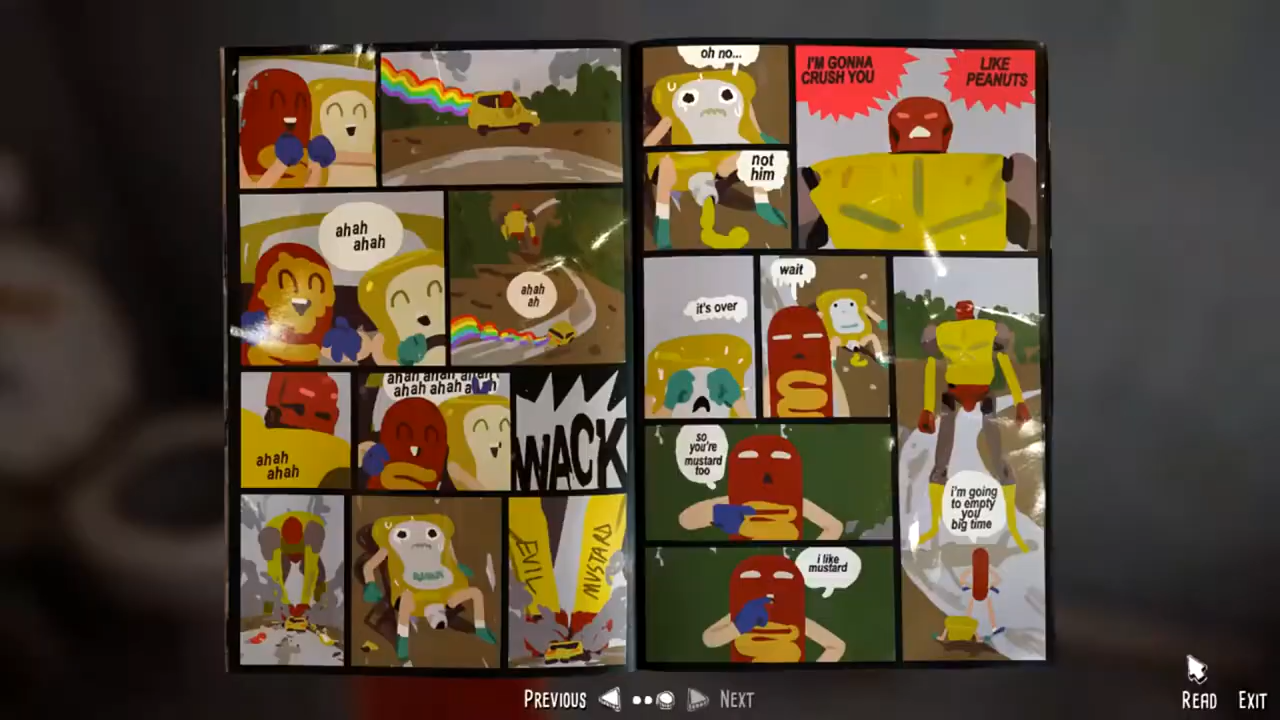 ahah
ahah
ahah
ah
ahah
ahah
ahah ahah ahah
ahah ahah
WACK
EVIL
MUSTARD
oh no...
I'M GONNA
CRUSH YOU
LIKE
PEANUTS
not
him
it's over
wait
so
you're
mustard
too
i like
mustard
i'm going
to empty
you
big time
PREVIOUS
NEXT
READ
EXIT